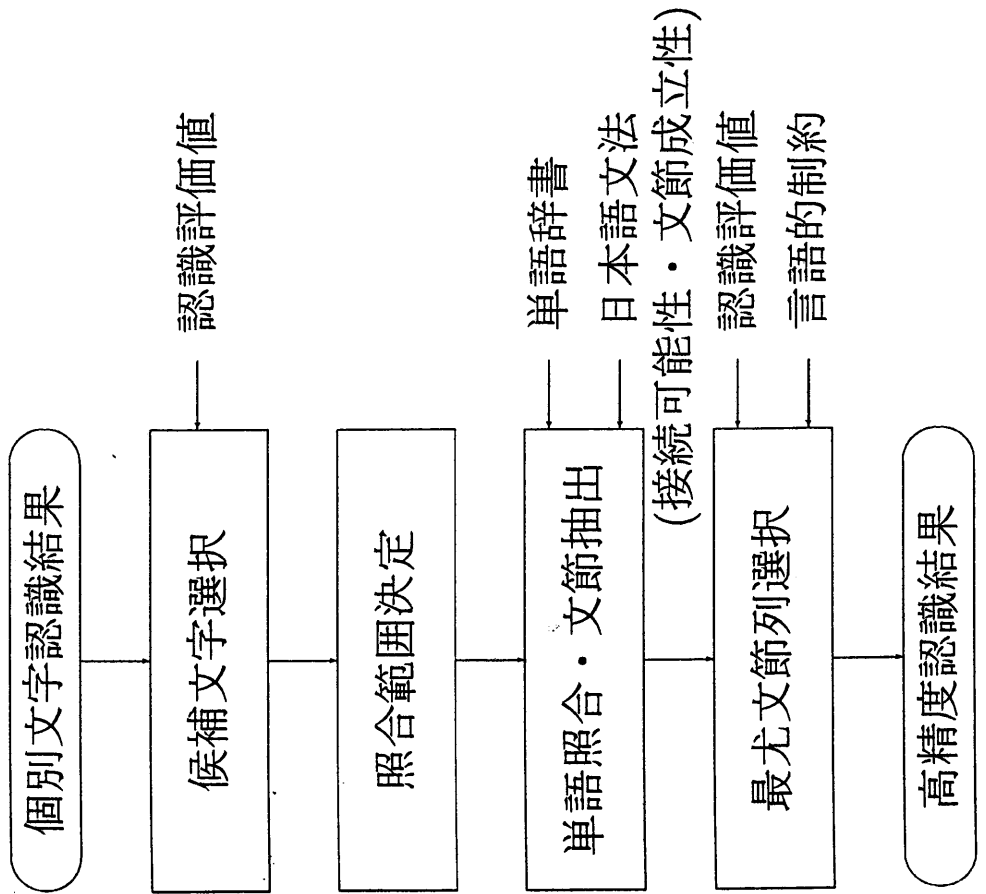 個別文字認識結果
候補文字選択
認識評価値
照合範囲決定
単語照合・文節抽出
単語辞書
日本語文法
(接続可能性・文節成立性)
最尤文節列選択
認識評価値
言語的制約
高精度認識結果